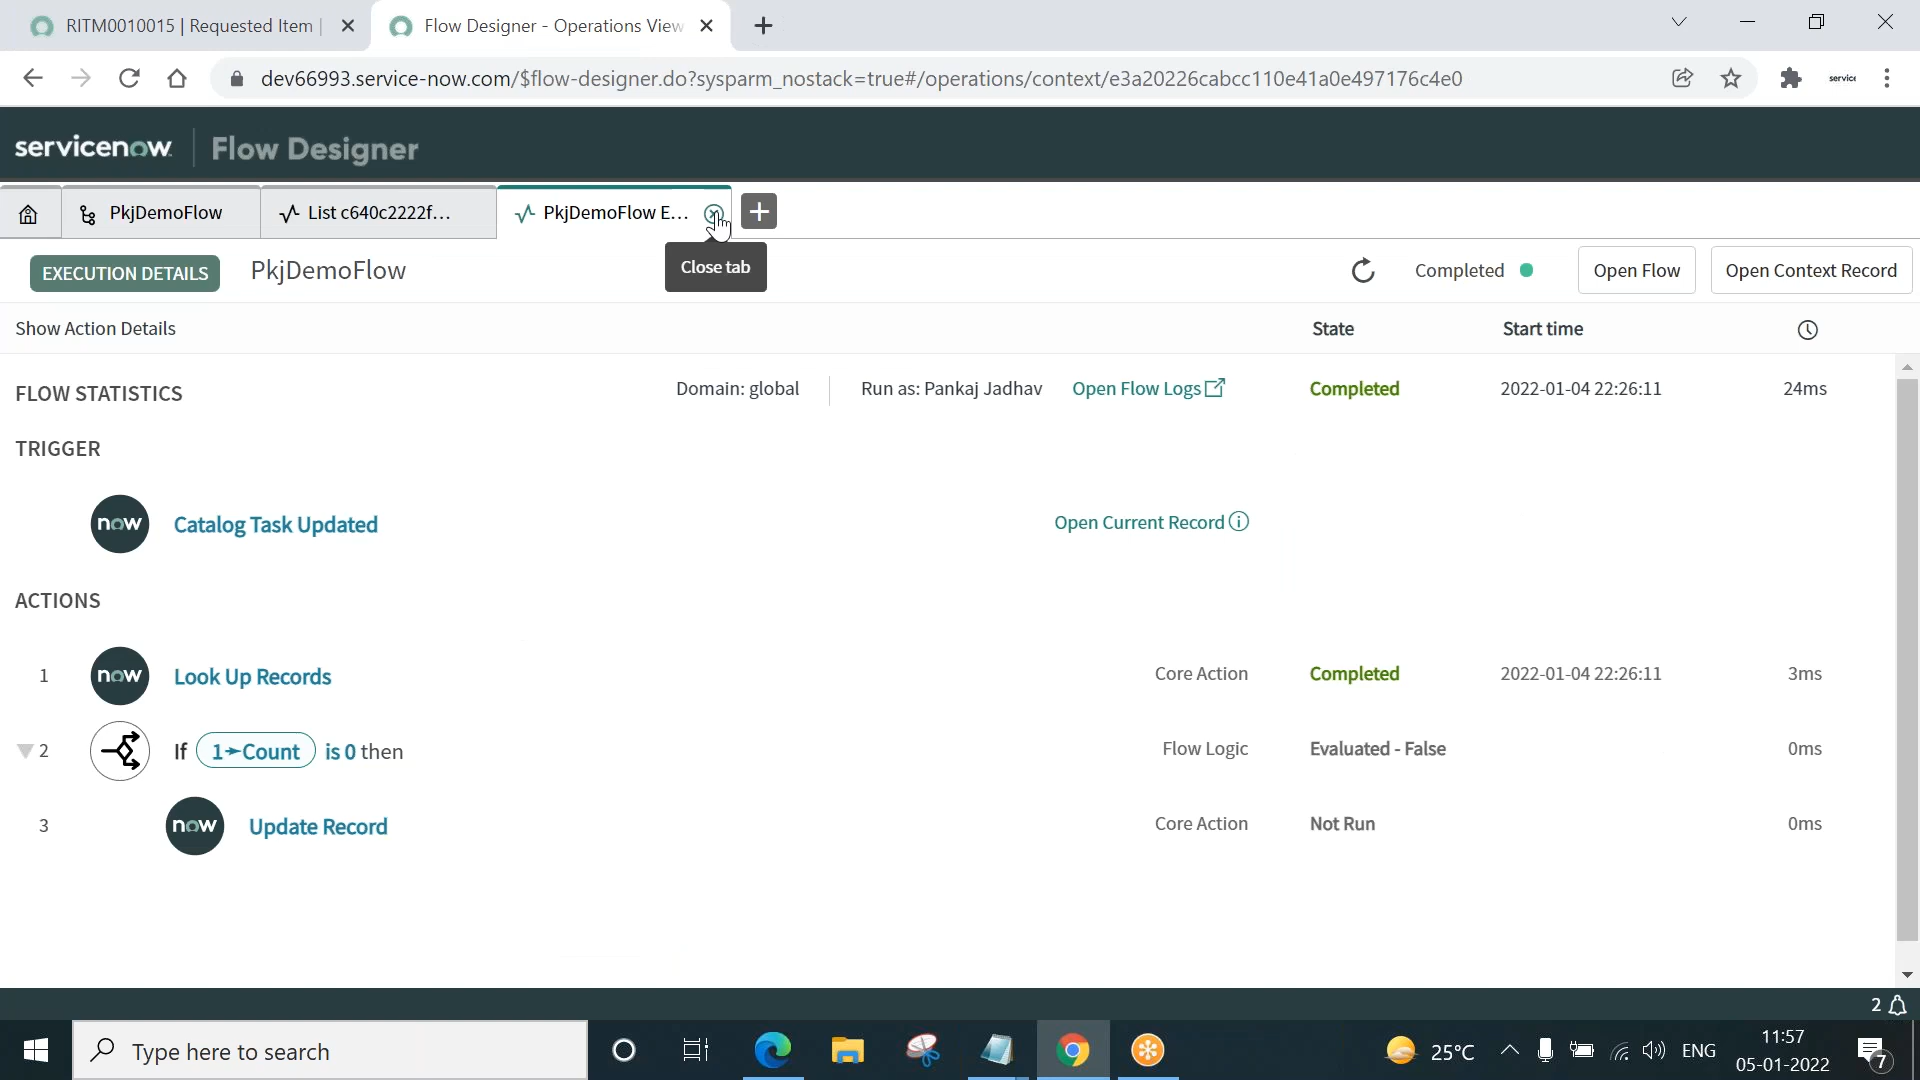 RITM0010015 | Requested Item |
Flow Designer - Operations View
dev66993.service-now.com/$flow-designer.do?sysparm_nostack=true#/operations/context/e3a20226cabcc110e41a0e497176c4e0
service
servicenow Flow Designer
PkjDemoFlow
List c640c2222f...
PkjDemoFlow E...
Close tab
EXECUTION DETAILS PkjDemoFlow
Completed
Open Flow
Open Context Record
Show Action Details State Start time
FLOW STATISTICS Domain: global Run as: Pankaj Jadhav Open Flow Logs Completed 2022-01-04 22:26:11 24ms
TRIGGER
now Catalog Task Updated Open Current Record
ACTIONS
1 now Look Up Records Core Action Completed 2022-01-04 22:26:11 3ms
2 If 1➛Count is 0 then Flow Logic Evaluated - False 0ms
3 now Update Record Core Action Not Run 0ms
2
Type here to search
25°C
ENG
11:57
05-01-2022
7